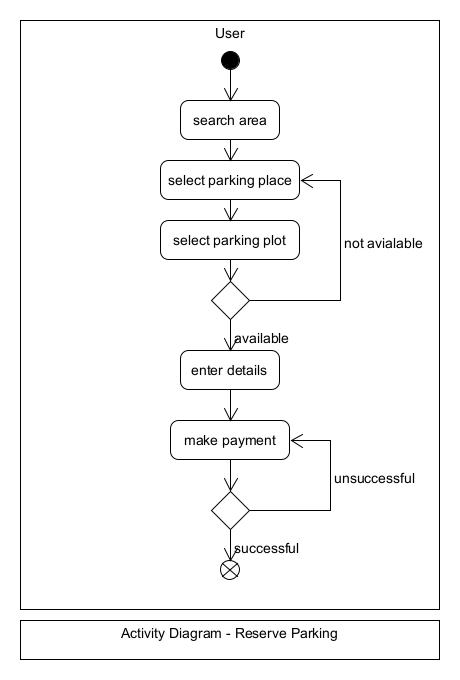 User
search area
select parking place
select parking plot
not avialable
available
enter details
make payment
unsuccessful
successful
Activity Diagram - Reserve Parking